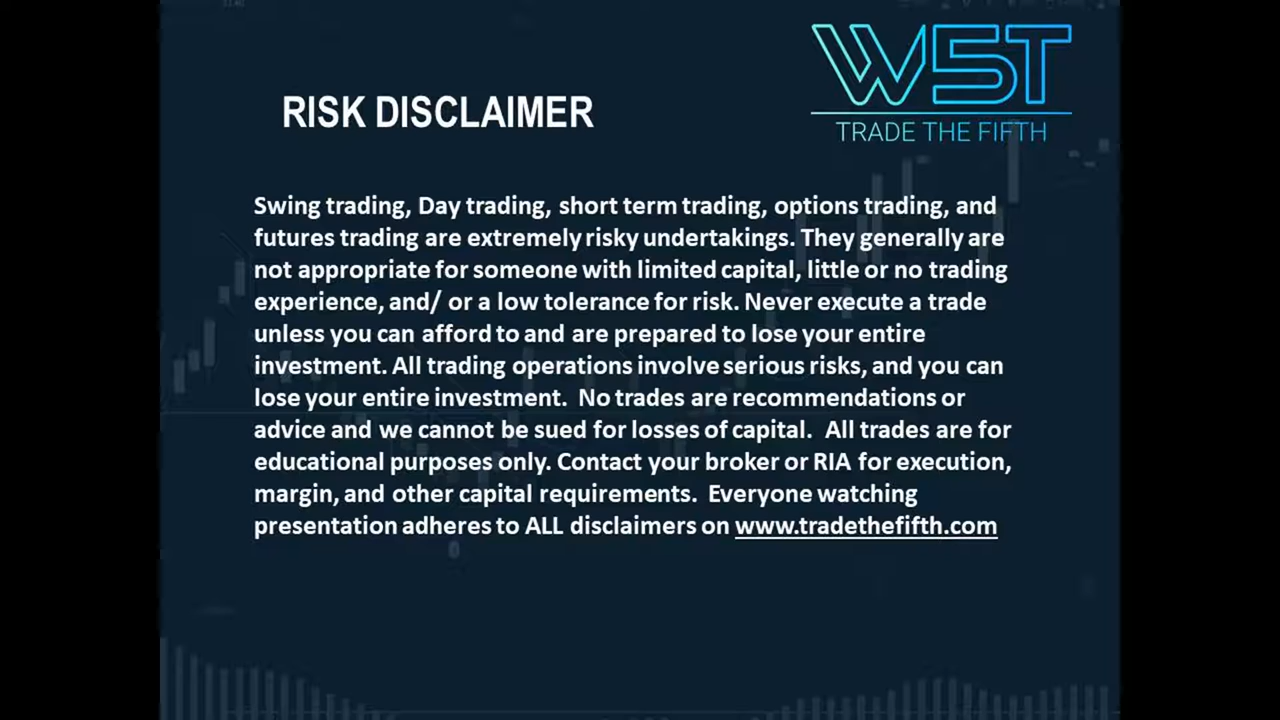 W5T
TRADE THE FIFTH
RISK DISCLAIMER
Swing trading, Day trading, short term trading, options trading, and
futures trading are extremely risky undertakings. They generally are
not appropriate for someone with limited capital, little or no trading
experience, and/ or a low tolerance for risk. Never execute a trade
unless you can afford to and are prepared to lose your entire
investment. All trading operations involve serious risks, and you can
lose your entire investment. No trades are recommendations or
advice and we cannot be sued for losses of capital. All trades are for
educational purposes only. Contact your broker or RIA for execution,
margin, and other capital requirements. Everyone watching
presentation adheres to ALL disclaimers on www.tradethefifth.com